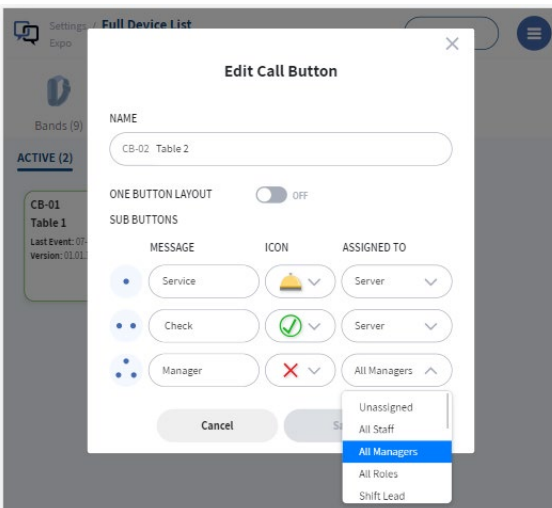 Settings / Full Device List
Expo
Edit Call Button
Bands (9)
NAME
CB-02 Table 2
ACTIVE (2)
ONE BUTTON LAYOUT OFF
SUB BUTTONS
CB-01
Table 1
Last Event: 07-
Version: 01.01.
MESSAGE ICON ASSIGNED TO
Service Server
Check Server
Manager All Managers
Cancel
Unassigned
All Staff
All Managers
All Roles
Shift Lead